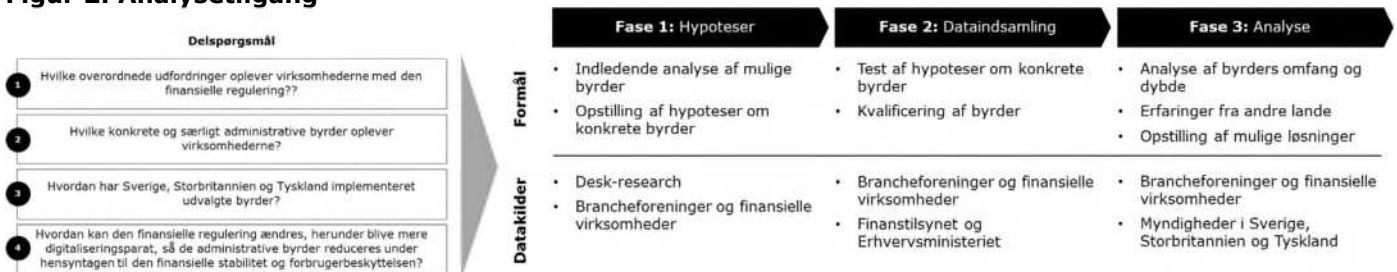 Delspørgsmål
1
Hvilke overordnede udfordringer oplever virksomhederne med den
finansielle regulering??
2
Hvilke konkrete og særligt administrative byrder oplever
virksomhederne?
3
Hvordan har Sverige, Storbritannien og Tyskland implementeret
udvalgte byrder?
4
Hvordan kan den finansielle regulering ændres, herunder blive mere
digitaliseringsparat, så de administrative byrder reduceres under
hensyntagen til den finansielle stabilitet og forbrugerbeskyttelsen?
Fase 1: Hypoteser
Fase 2: Dataindsamling
Fase 3: Analyse
Formål
• Indledende analyse af mulige
byrder
• Opstilling af hypoteser om
konkrete byrder
• Test af hypoteser om konkrete
byrder
• Kvalificering af byrder
• Analyse af byrders omfang og
dybde
• Erfaringer fra andre lande
• Opstilling af mulige løsninger
Datakilder
• Desk-research
• Brancheforeninger og finansielle
virksomheder
• Brancheforeninger og finansielle
virksomheder
• Finanstilsynet og
Erhvervsministeriet
• Brancheforeninger og finansielle
virksomheder
• Myndigheder i Sverige,
Storbritannien og Tyskland